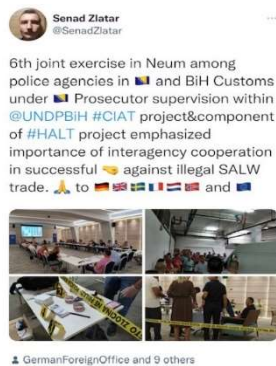 Senad Zlatar
@SenadZlatar
6th joint exercise in Neum among
police agencies in 🇧🇦 and BiH Customs
under 🇧🇦 Prosecutor supervision within
@UNDPBiH #CIAT project&component
of #HALT project emphasized
importance of interagency cooperation
in successful 🤜 against illegal SALW
trade. 🙏 to 🇩🇪 🇬🇧 🇸🇪 🇫🇷 🇳🇱 🇳🇴 and 🇪🇺
GermanForeignOffice and 9 others